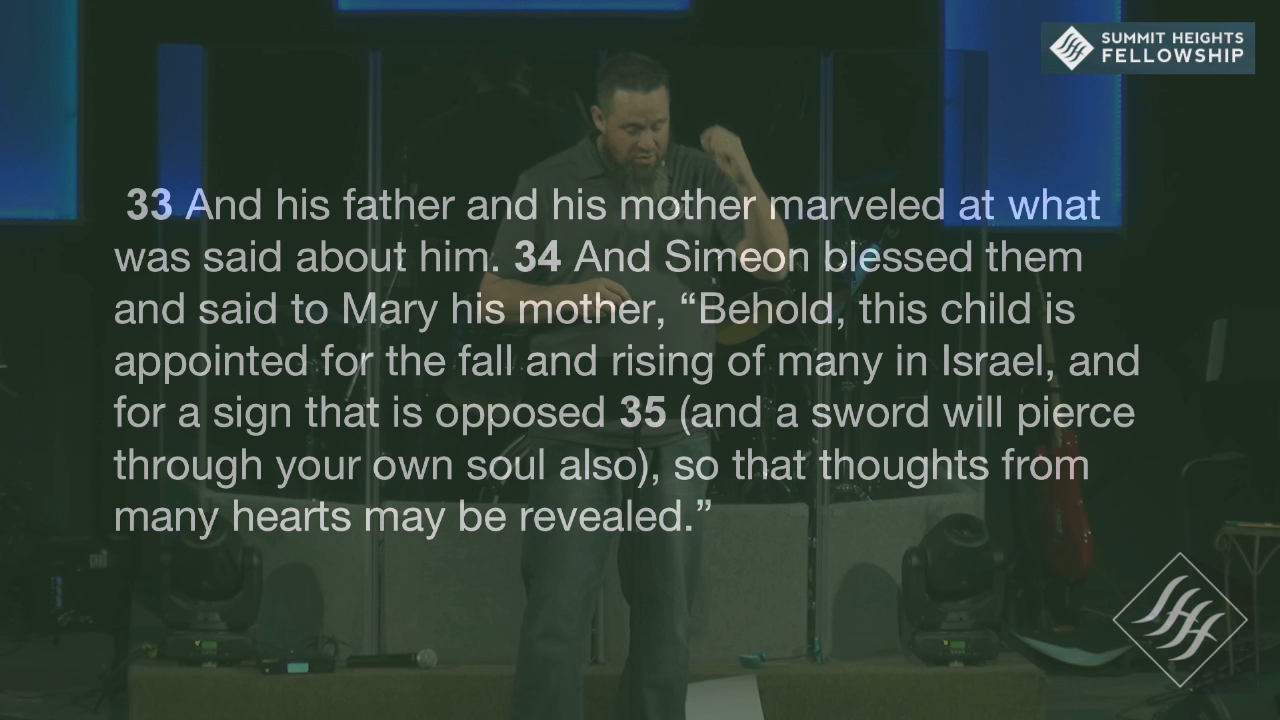 SUMMIT HEIGHTS
FELLOWSHIP
33 And his father and his mother marveled at what
was said about him. 34 And Simeon blessed them
and said to Mary his mother, “Behold, this child is
appointed for the fall and rising of many in Israel, and
for a sign that is opposed 35 (and a sword will pierce
through your own soul also), so that thoughts from
many hearts may be revealed.”